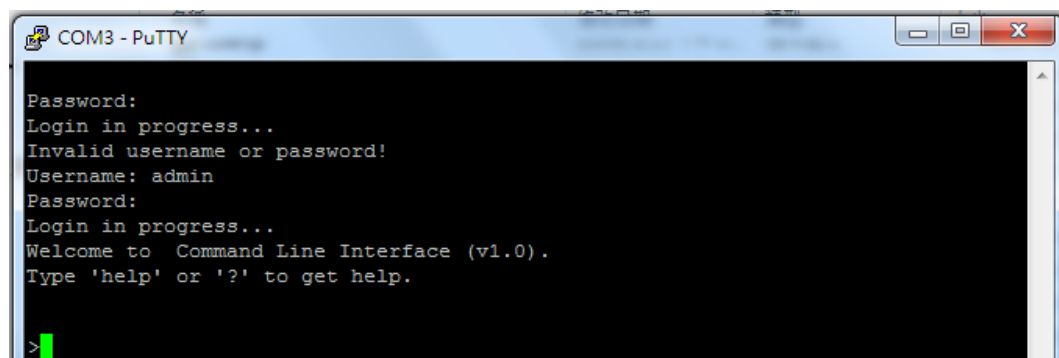 COM3 - PuTTY
Password:
Login in progress...
Invalid username or password!
Username: admin
Password:
Login in progress...
Welcome to  Command Line Interface (v1.0).
Type 'help' or '?' to get help.
>